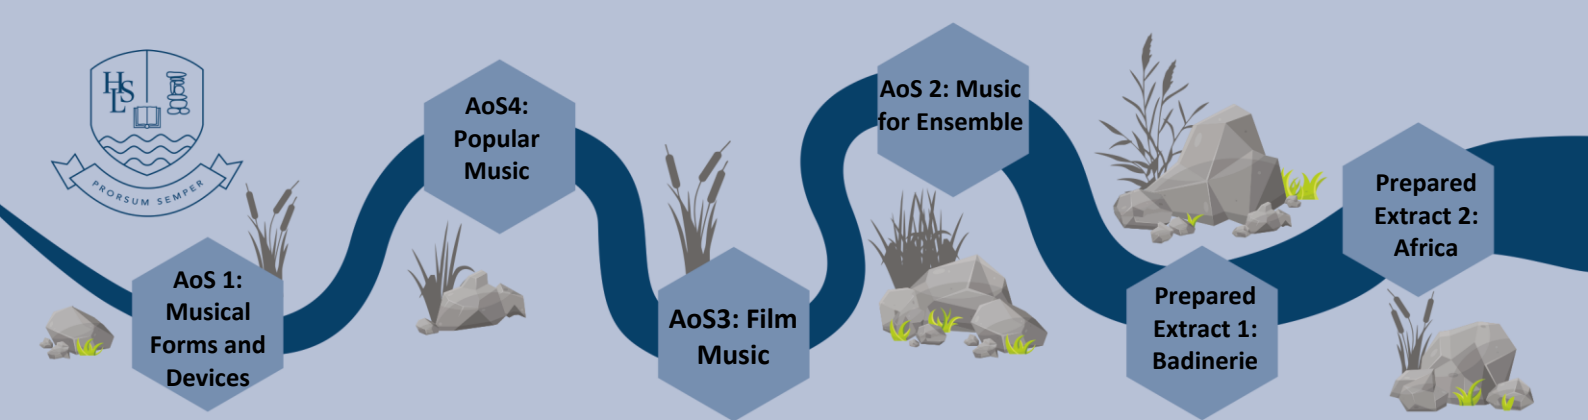 HLS
PRORSUM SEMPER
AoS 1:
Musical
Forms and
Devices
AoS4:
Popular
Music
AoS3: Film
Music
AoS 2: Music
for Ensemble
Prepared
Extract 1:
Badinerie
Prepared
Extract 2:
Africa